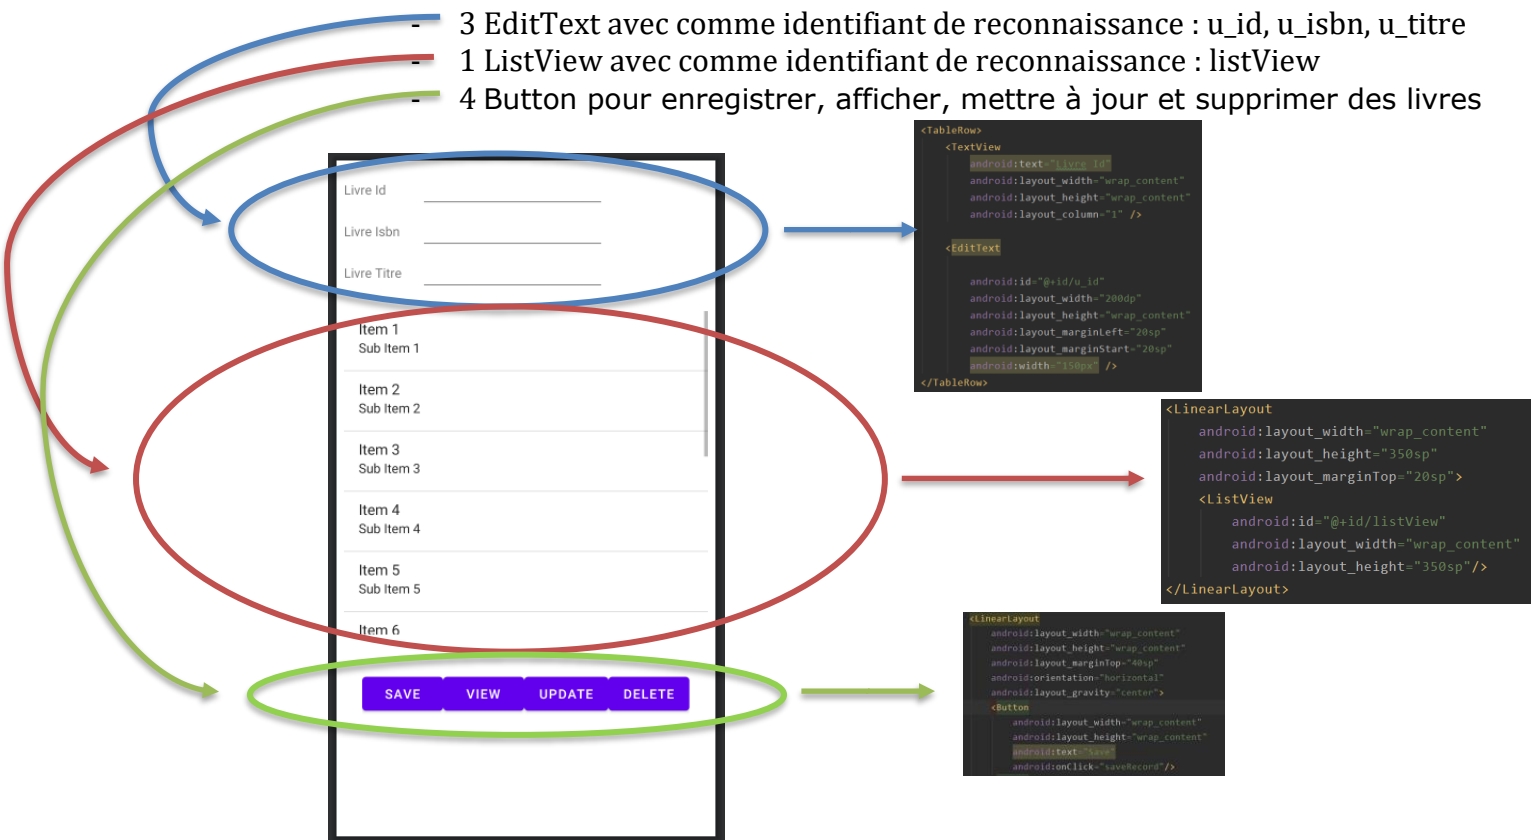 - 3 EditText avec comme identifiant de reconnaissance : u_id, u_isbn, u_titre
- 1 ListView avec comme identifiant de reconnaissance : listView
- 4 Button pour enregistrer, afficher, mettre à jour et supprimer des livres
Livre Id
Livre Isbn
Livre Titre
Item 1
Sub Item 1
Item 2
Sub Item 2
Item 3
Sub Item 3
Item 4
Sub Item 4
Item 5
Sub Item 5
Item 6
SAVE VIEW UPDATE DELETE
<TableRow>
<TextView
android:text="Livre Id"
android:layout_width="wrap_content"
android:layout_height="wrap_content"
android:layout_column="1" />
<EditText
android:id="@+id/u_id"
android:layout_width="200dp"
android:layout_height="wrap_content"
android:layout_marginLeft="20sp"
android:layout_marginStart="20sp"
android:width="150px" />
</TableRow>
<LinearLayout
android:layout_width="wrap_content"
android:layout_height="350sp"
android:layout_marginTop="20sp">
<ListView
android:id="@+id/listView"
android:layout_width="wrap_content"
android:layout_height="350sp"/>
</LinearLayout>
<LinearLayout
android:layout_width="wrap_content"
android:layout_height="wrap_content"
android:layout_marginTop="40sp"
android:orientation="horizontal"
android:layout_gravity="center">
<Button
android:layout_width="wrap_content"
android:layout_height="wrap_content"
android:text="Save"
android:onClick="saveRecord"/>